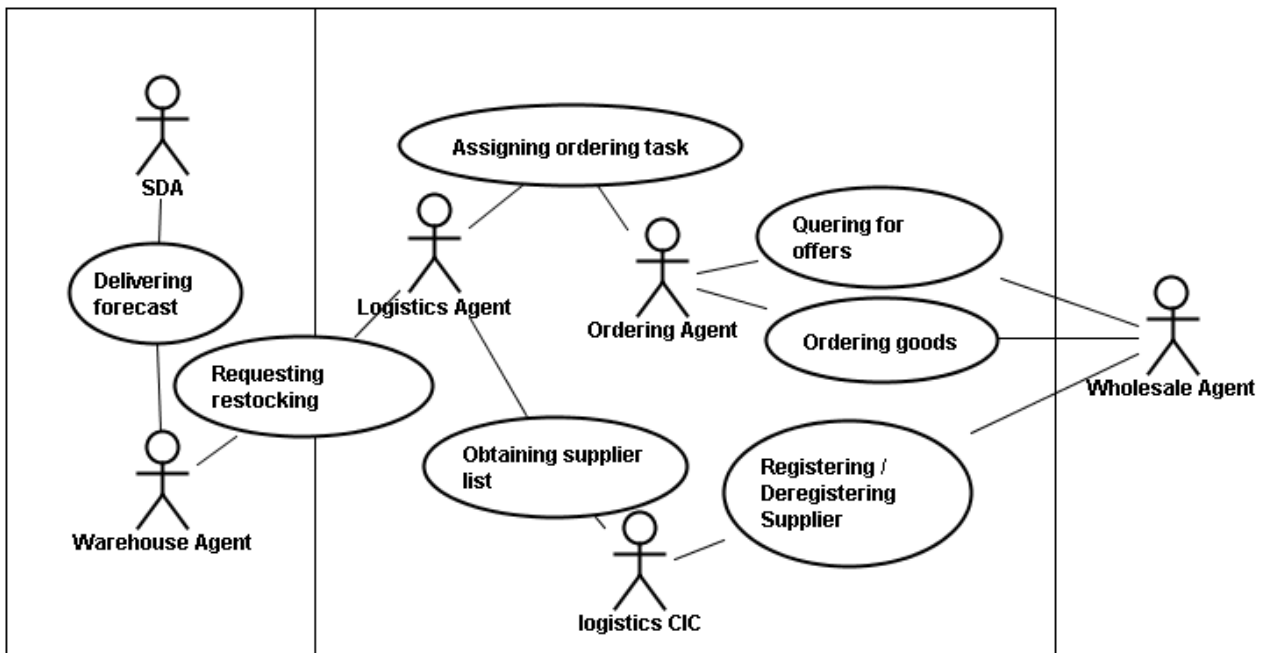 Assigning ordering task
SDA
Quering for
offers
Delivering
forecast
Logistics Agent
Ordering Agent
Ordering goods
Requesting
restocking
Wholesale Agent
Obtaining supplier
list
Registering /
Deregistering
Supplier
Warehouse Agent
logistics CIC